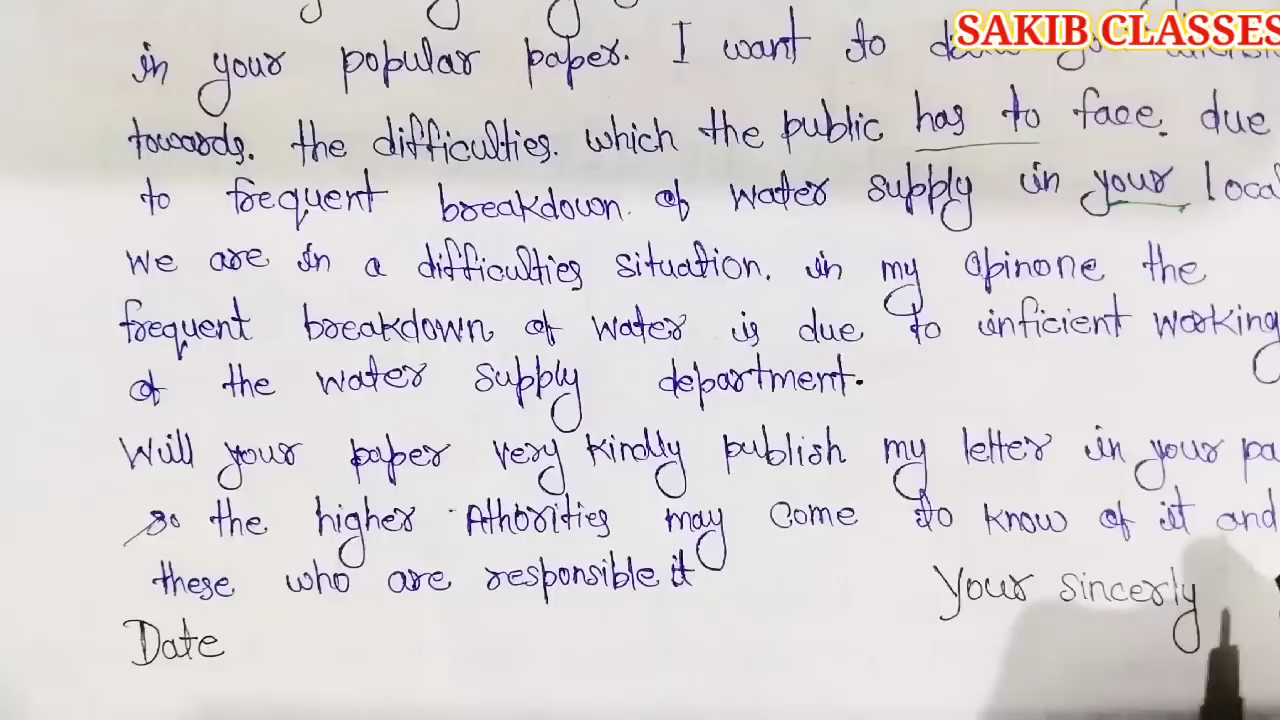 SAKIB CLASSES
in your popular paper. I want to
towards. the difficulties. which the public has to face. due
to frequent breakdown. of water supply in your
we are in a difficulties situation. in my opinone the
frequent breakdown of water is due to inficient working
of the water supply department.
Will your paper very kindly publish my letter in your
so the higher Athorities may come to know of it and
these who are responsible it
Your sincerly
Date